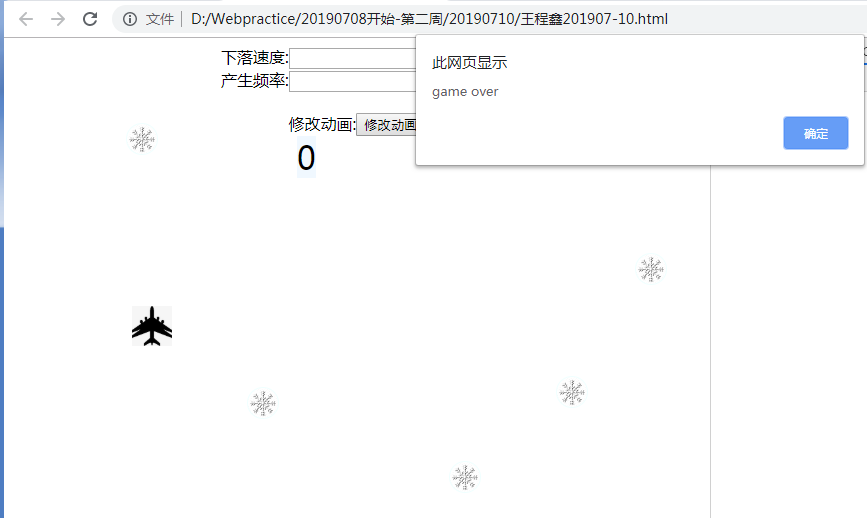 文件 D:/Webpractice/20190708开始-第二周/20190710/王程鑫201907-10.html
此网页显示
game over
确定
下落速度:
产生频率:
修改动画:修改动画
0